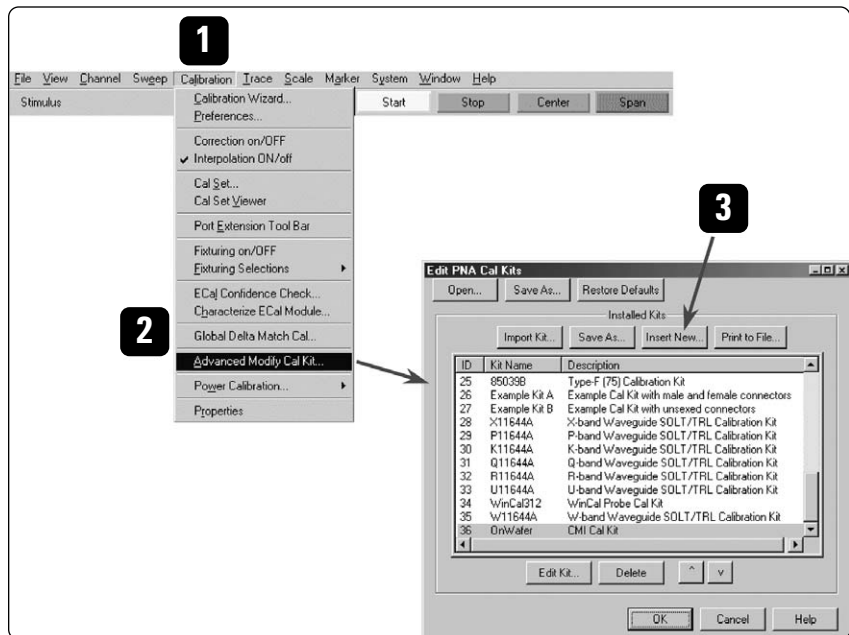 1
File View Channel Sweep Calibration Trace Scale Marker System Window Help
Stimulus Start Stop Center Span
Calibration Wizard...
Preferences...
Correction on/OFF
✓ Interpolation ON/off
Cal Set...
Cal Set Viewer
Port Extension Tool Bar
Fixturing on/OFF
Fixturing Selections
ECal Confidence Check...
Characterize ECal Module...
Global Delta Match Cal...
2
Advanced Modify Cal Kit...
Power Calibration...
Properties
3
Edit PNA Cal Kits
Open... Save As... Restore Defaults
Installed Kits
Import Kit... Save As... Insert New... Print to File...
ID Kit Name Description
25 85039B Type-F (75) Calibration Kit
26 Example Kit A Example Cal Kit with male and female connectors
27 Example Kit B Example Cal Kit with unsexed connectors
28 X11644A X-band Waveguide SOLT/TRL Calibration Kit
29 P11644A P-band Waveguide SOLT/TRL Calibration Kit
30 K11644A K-band Waveguide SOLT/TRL Calibration Kit
31 Q11644A Q-band Waveguide SOLT/TRL Calibration Kit
32 R11644A R-band Waveguide SOLT/TRL Calibration Kit
33 U11644A U-band Waveguide SOLT/TRL Calibration Kit
34 WinCal312 WinCal Probe Cal Kit
35 W11644A W-band Waveguide SOLT/TRL Calibration Kit
36 OnWafer CMI Cal Kit
Edit Kit... Delete ^ v
OK Cancel Help